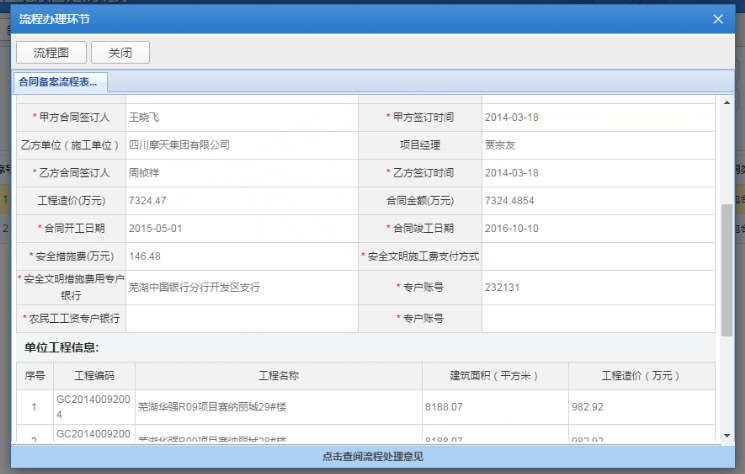 流程办理环节
流程图 关闭
合同备案流程表...
* 甲方合同签订人 王晓飞 * 甲方签订时间 2014-03-18
乙方单位（施工单位） 四川摩天集团有限公司 项目经理 贾余友
* 乙方合同签订人 周祯祥 * 乙方签订时间 2014-03-18
工程造价(万元) 7324.47 合同金额(万元) 7324.4854
* 合同开工日期 2015-05-01 * 合同竣工日期 2016-10-10
* 安全措施费(万元) 146.48 * 安全文明施工费支付方式
* 安全文明措施费用专户银行 芜湖中国银行分行开发区支行 * 专户账号 232131
* 农民工工资专户银行 * 专户账号
单位工程信息:
序号 工程编码 工程名称 建筑面积（平方米） 工程造价（万元）
1 GC20140092004 芜湖华强R09项目赛纳丽城29#楼 8188.07 982.92
2 GC2014009200 芜湖华强R09项目赛纳丽城28#楼 8188.07 982.92
点击查阅流程处理意见